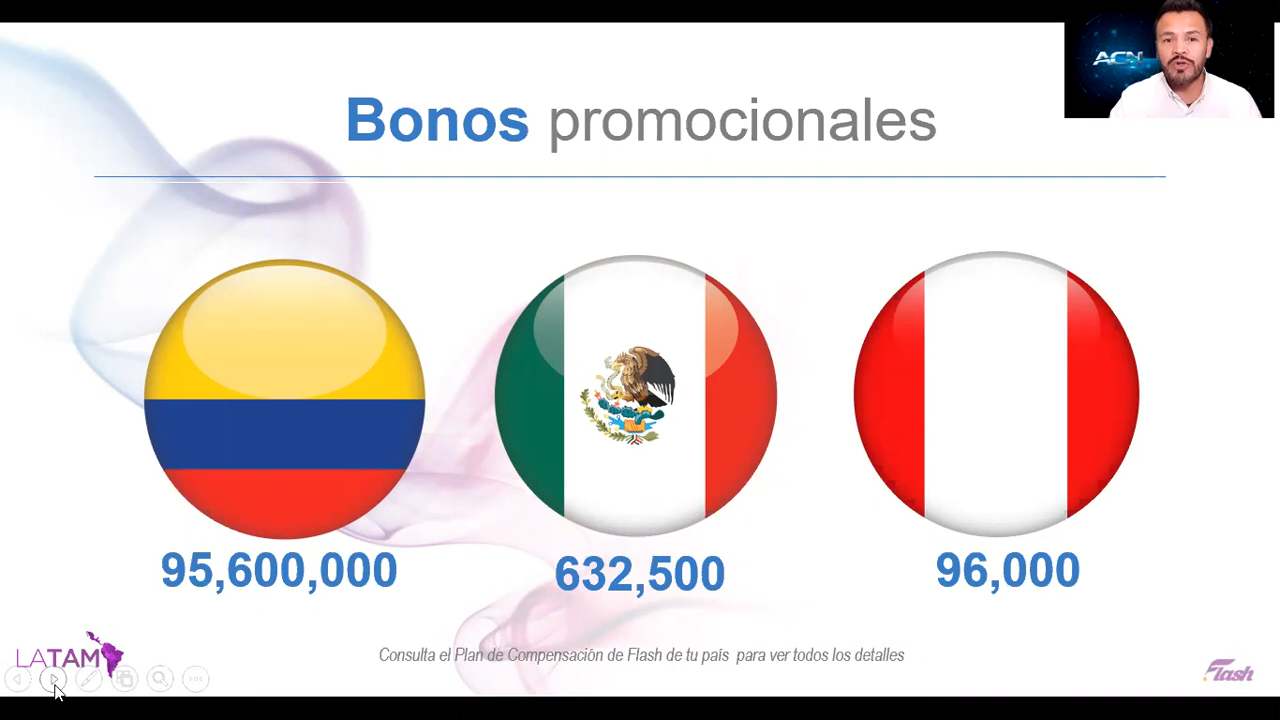 ACN
Bonos promocionales
95,600,000
632,500
96,000
LATAM
Consulta el Plan de Compensación de Flash de tu país para ver todos los detalles
Flash